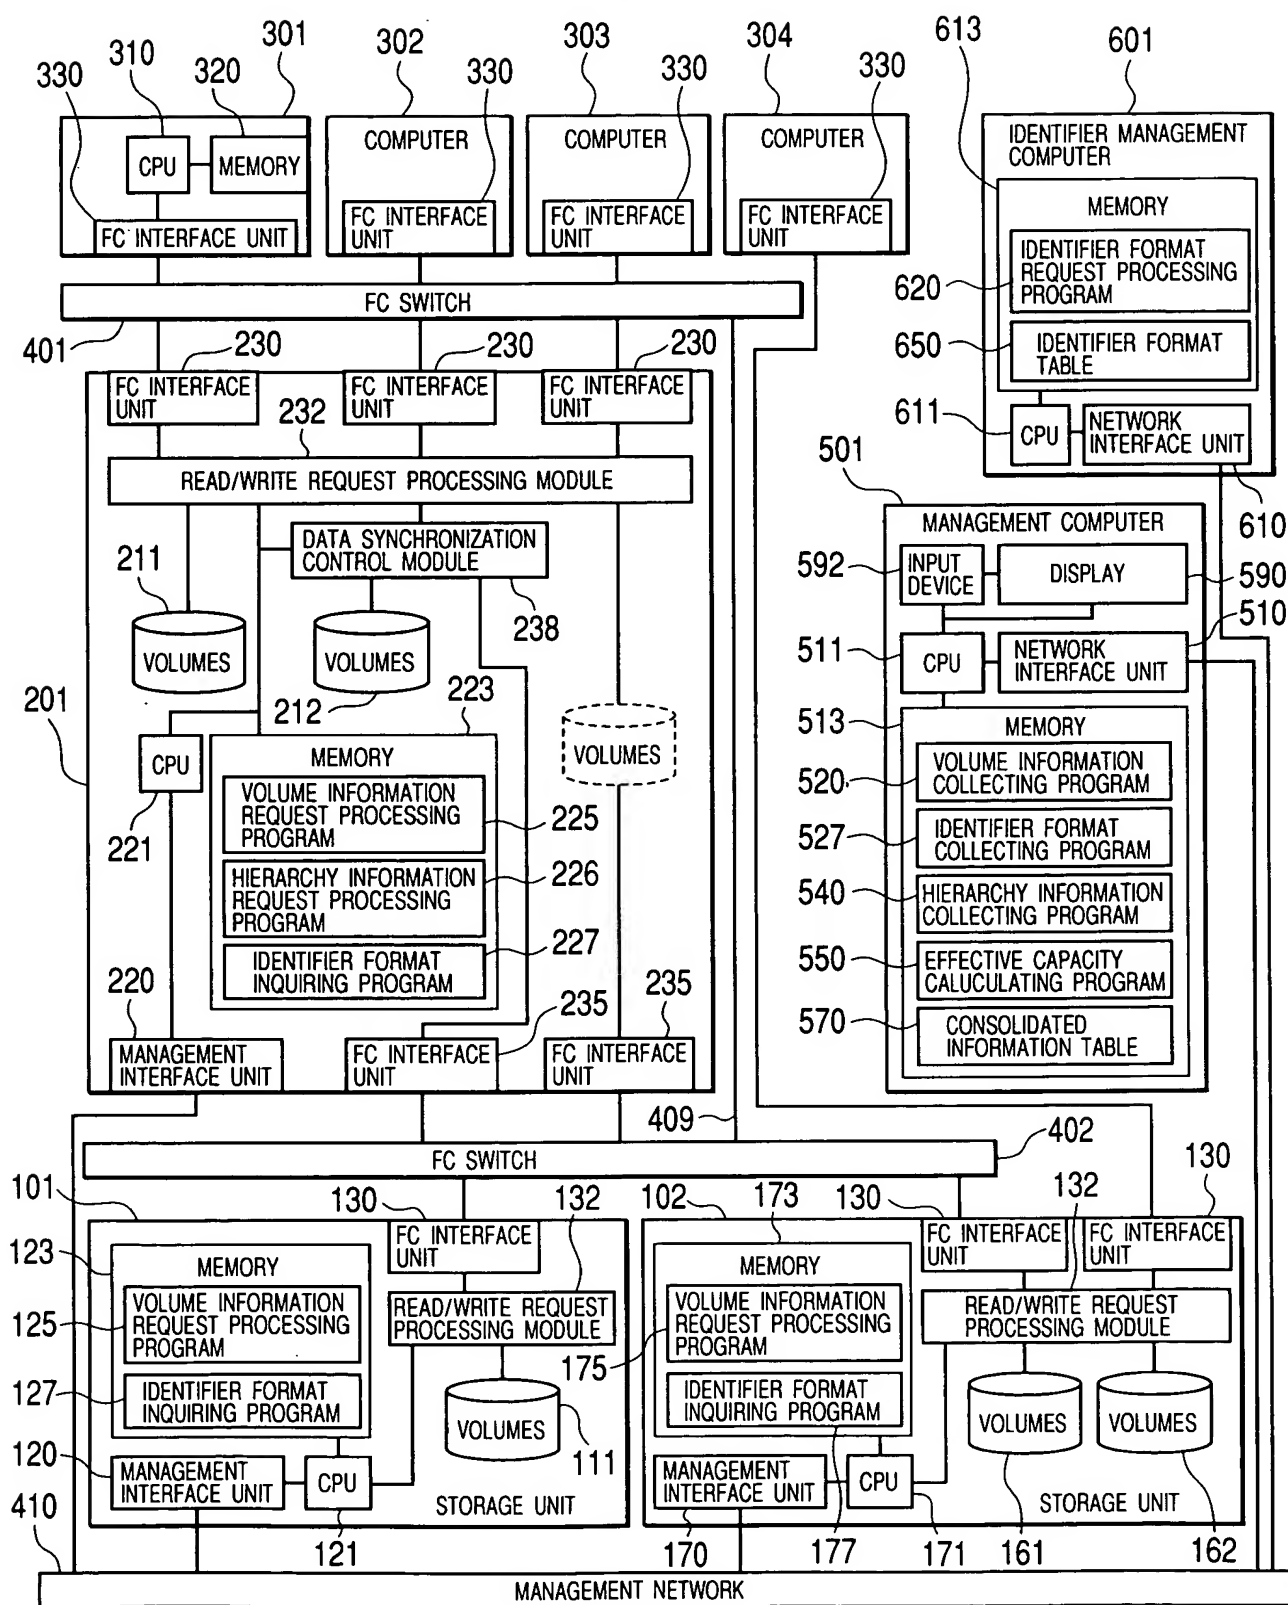 301
302
303
304
613
601
310
320
330
330
330
330
CPU
MEMORY
FC INTERFACE UNIT
COMPUTER
FC INTERFACE
UNIT
COMPUTER
FC INTERFACE
UNIT
COMPUTER
FC INTERFACE
UNIT
IDENTIFIER MANAGEMENT
COMPUTER
MEMORY
IDENTIFIER FORMAT
REQUEST PROCESSING
PROGRAM
620
IDENTIFIER FORMAT
TABLE
650
611
CPU
NETWORK
INTERFACE UNIT
610
FC SWITCH
401
230
230
230
FC INTERFACE
UNIT
FC INTERFACE
UNIT
FC INTERFACE
UNIT
232
READ/WRITE REQUEST PROCESSING MODULE
DATA SYNCHRONIZATION
CONTROL MODULE
238
211
VOLUMES
VOLUMES
212
VOLUMES
201
223
CPU
221
MEMORY
VOLUME INFORMATION
REQUEST PROCESSING
PROGRAM
225
HIERARCHY INFORMATION
REQUEST PROCESSING
PROGRAM
226
IDENTIFIER FORMAT
INQUIRING PROGRAM
227
220
235
235
MANAGEMENT
INTERFACE UNIT
FC INTERFACE
UNIT
FC INTERFACE
UNIT
501
MANAGEMENT COMPUTER
592
INPUT
DEVICE
DISPLAY
590
510
511
CPU
NETWORK
INTERFACE UNIT
513
MEMORY
520
VOLUME INFORMATION
COLLECTING PROGRAM
527
IDENTIFIER FORMAT
COLLECTING PROGRAM
540
HIERARCHY INFORMATION
COLLECTING PROGRAM
550
EFFECTIVE CAPACITY
CALUCULATING PROGRAM
570
CONSOLIDATED
INFORMATION TABLE
409
402
FC SWITCH
101
130
132
123
MEMORY
FC INTERFACE
UNIT
125
VOLUME INFORMATION
REQUEST PROCESSING
PROGRAM
READ/WRITE REQUEST
PROCESSING MODULE
127
IDENTIFIER FORMAT
INQUIRING PROGRAM
VOLUMES
111
120
MANAGEMENT
INTERFACE UNIT
CPU
121
STORAGE UNIT
102
173
130
132
130
MEMORY
FC INTERFACE
UNIT
FC INTERFACE
UNIT
VOLUME INFORMATION
REQUEST PROCESSING
PROGRAM
175
READ/WRITE REQUEST
PROCESSING MODULE
IDENTIFIER FORMAT
INQUIRING PROGRAM
VOLUMES
VOLUMES
MANAGEMENT
INTERFACE UNIT
CPU
STORAGE UNIT
170
177
171
161
162
410
MANAGEMENT NETWORK